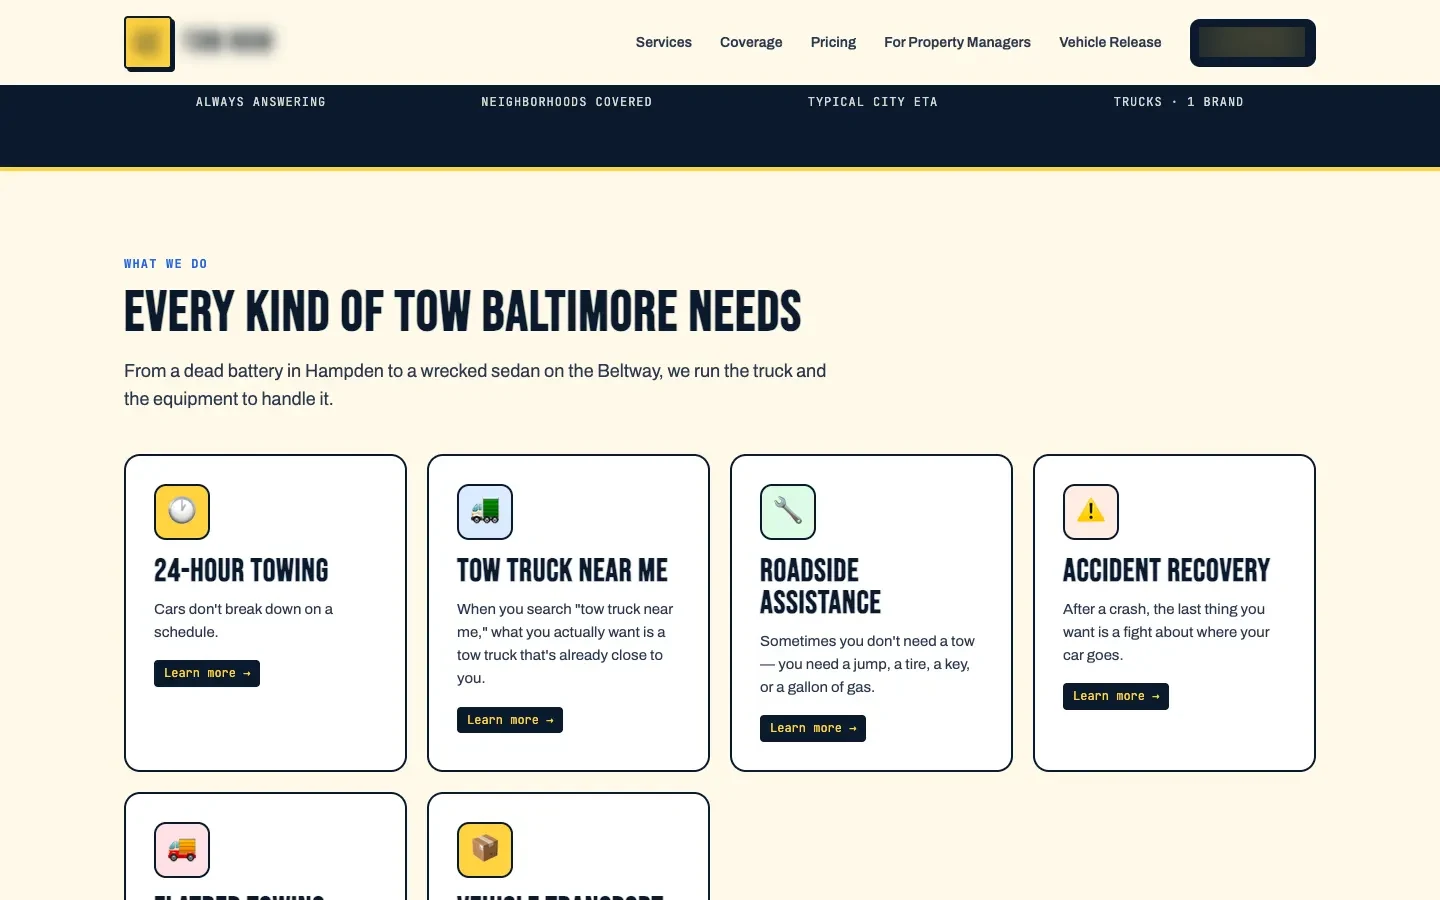 Services
Coverage
Pricing
For Property Managers
Vehicle Release
ALWAYS ANSWERING
NEIGHBORHOODS COVERED
TYPICAL CITY ETA
TRUCKS · 1 BRAND
WHAT WE DO
EVERY KIND OF TOW BALTIMORE NEEDS
From a dead battery in Hampden to a wrecked sedan on the Beltway, we run the truck and
the equipment to handle it.
24-HOUR TOWING
Cars don't break down on a
schedule.
Learn more →
TOW TRUCK NEAR ME
When you search "tow truck near
me," what you actually want is a
tow truck that's already close to
you.
Learn more →
ROADSIDE
ASSISTANCE
Sometimes you don't need a tow
— you need a jump, a tire, a key,
or a gallon of gas.
Learn more →
ACCIDENT RECOVERY
After a crash, the last thing you
want is a fight about where your
car goes.
Learn more →